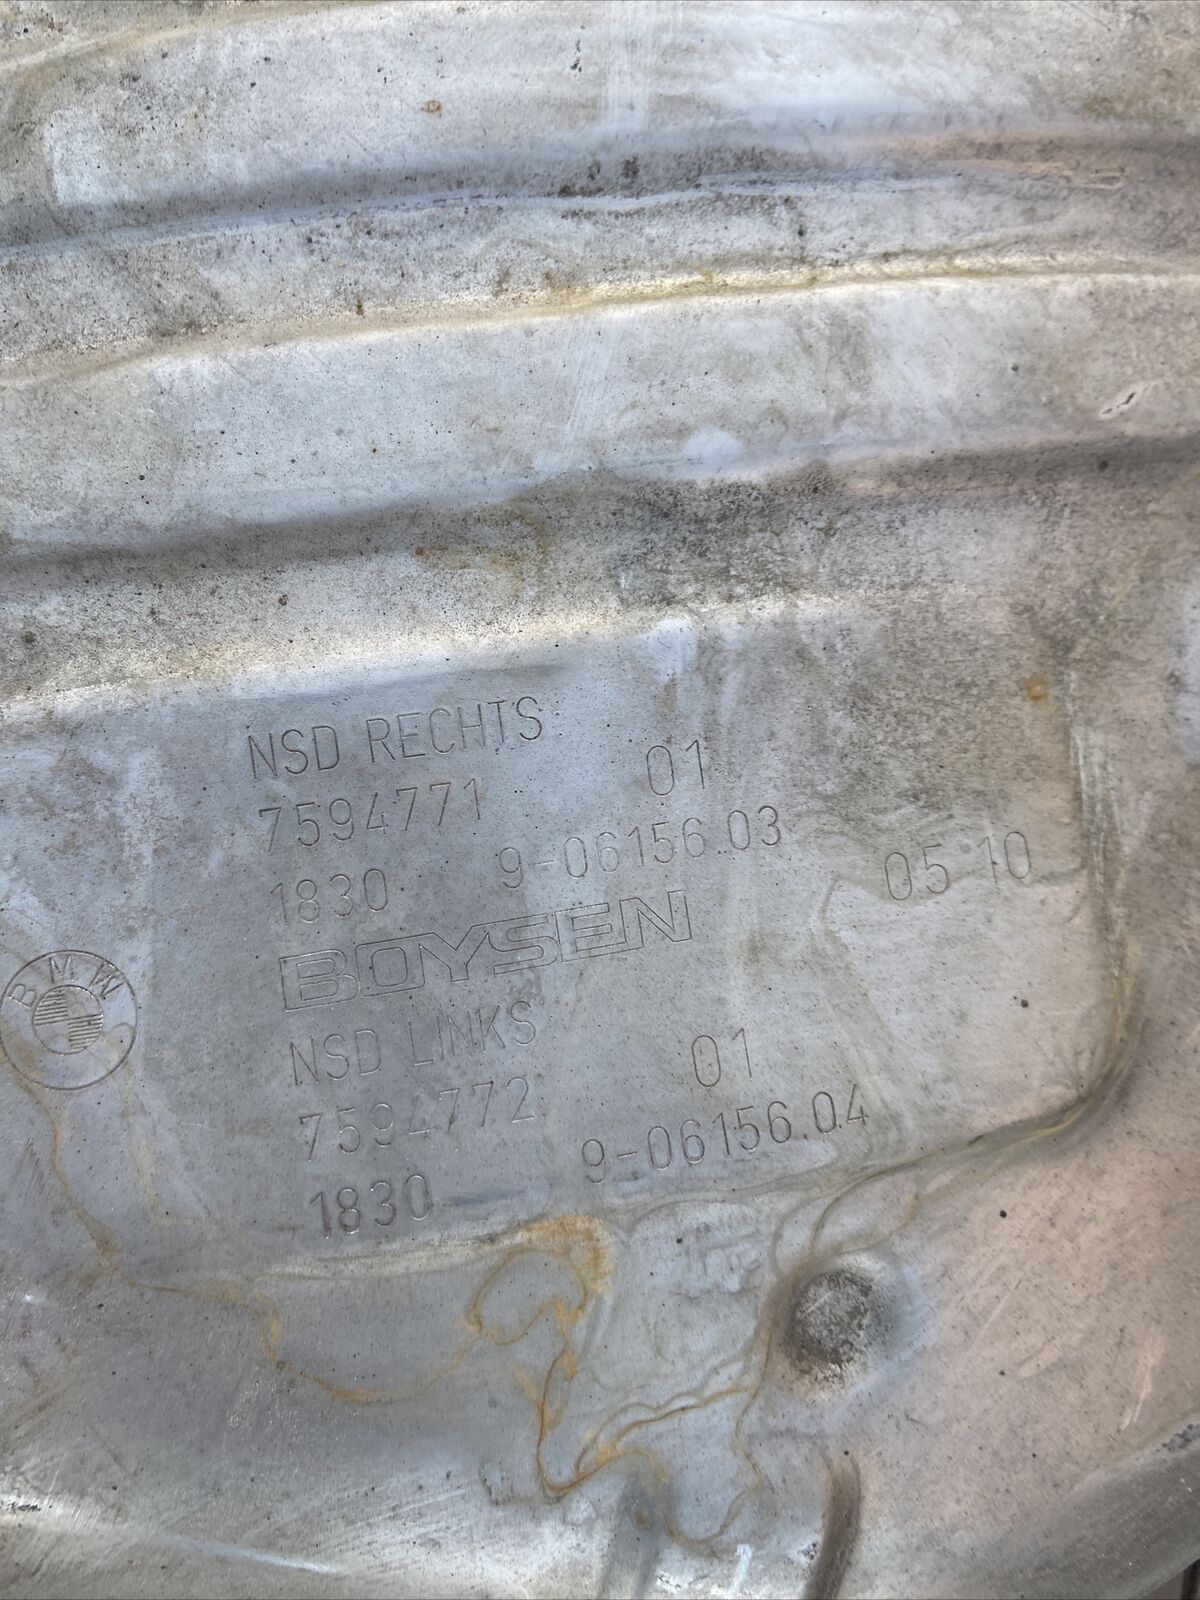 NSD RECHTS
7594771 01
1830 9-06156.03
05 10
BOYSEN
BMW
NSD LINKS
7594772 01
1830 9-06156.04